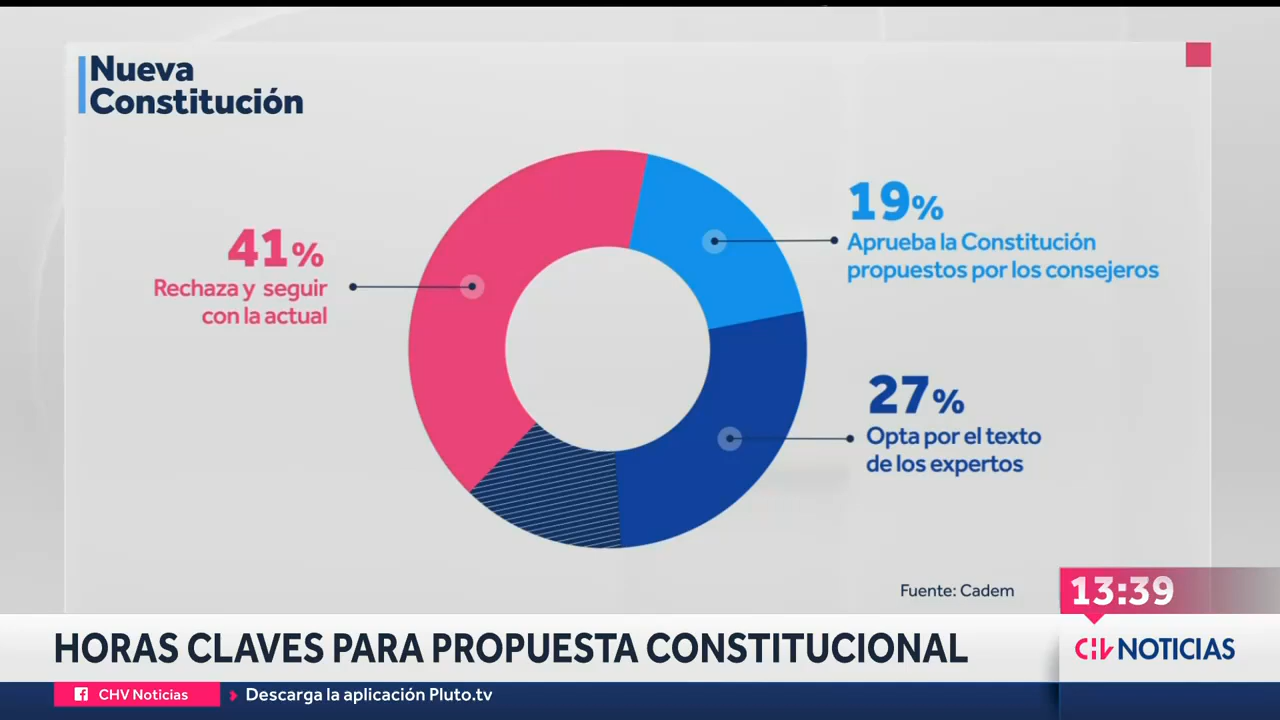 Nueva
Constitución
41%
Rechaza y seguir
con la actual
19%
Aprueba la Constitución
propuestos por los consejeros
27%
Opta por el texto
de los expertos
Fuente: Cadem
13:39
HORAS CLAVES PARA PROPUESTA CONSTITUCIONAL
CHV NOTICIAS
CHV Noticias
Descarga la aplicación Pluto.tv